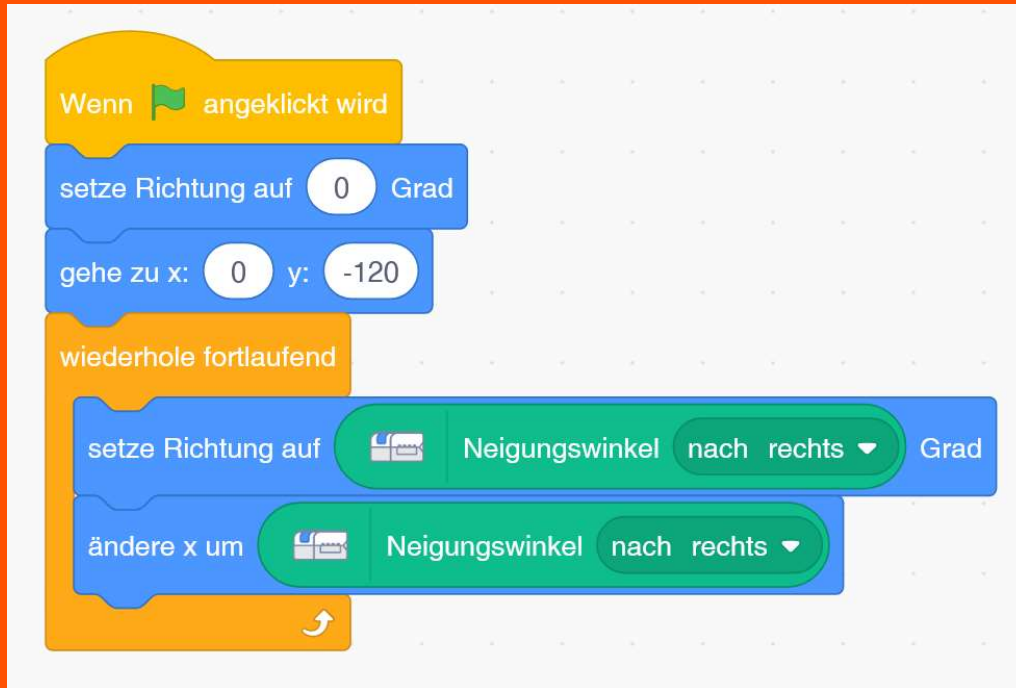 Wenn angeklickt wird
setze Richtung auf 0 Grad
gehe zu x: 0 y: -120
wiederhole fortlaufend
setze Richtung auf Neigungswinkel nach rechts Grad
ändere x um Neigungswinkel nach rechts